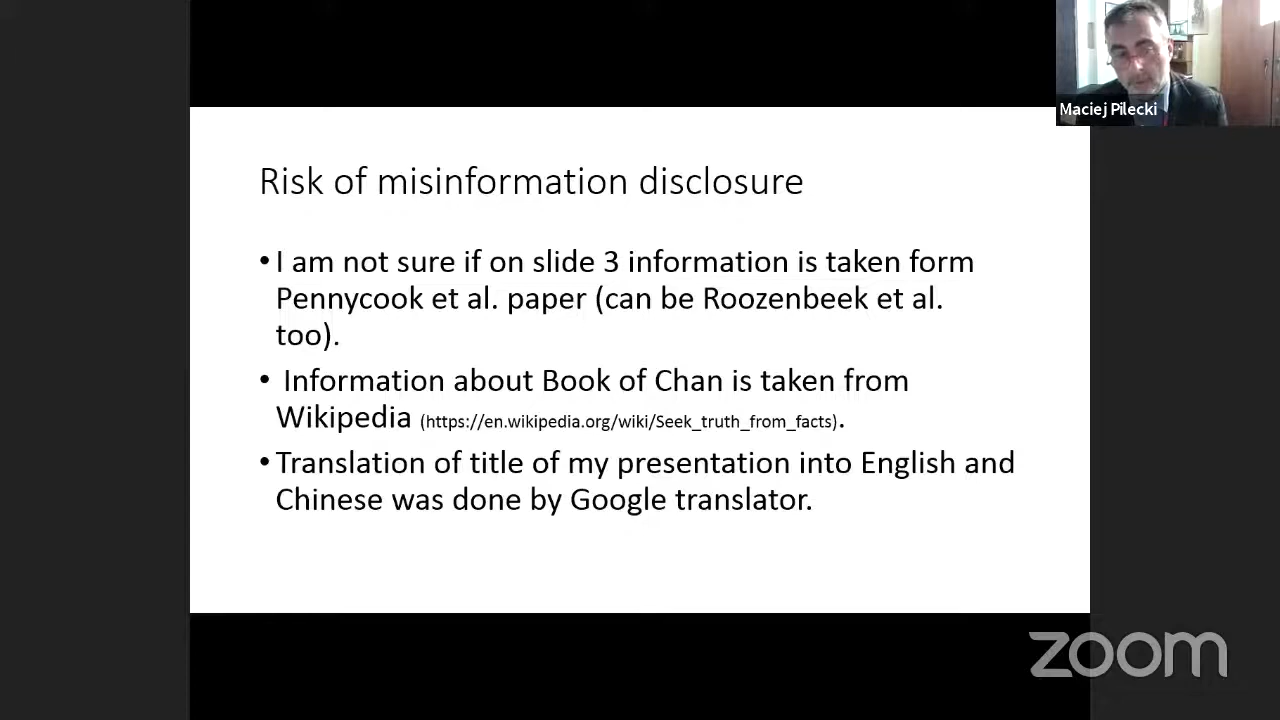 Maciej Pilecki
Risk of misinformation disclosure
•I am not sure if on slide 3 information is taken form
Pennycook et al. paper (can be Roozenbeek et al.
too).
• Information about Book of Chan is taken from
Wikipedia (https://en.wikipedia.org/wiki/Seek_truth_from_facts).
•Translation of title of my presentation into English and
Chinese was done by Google translator.
zoom